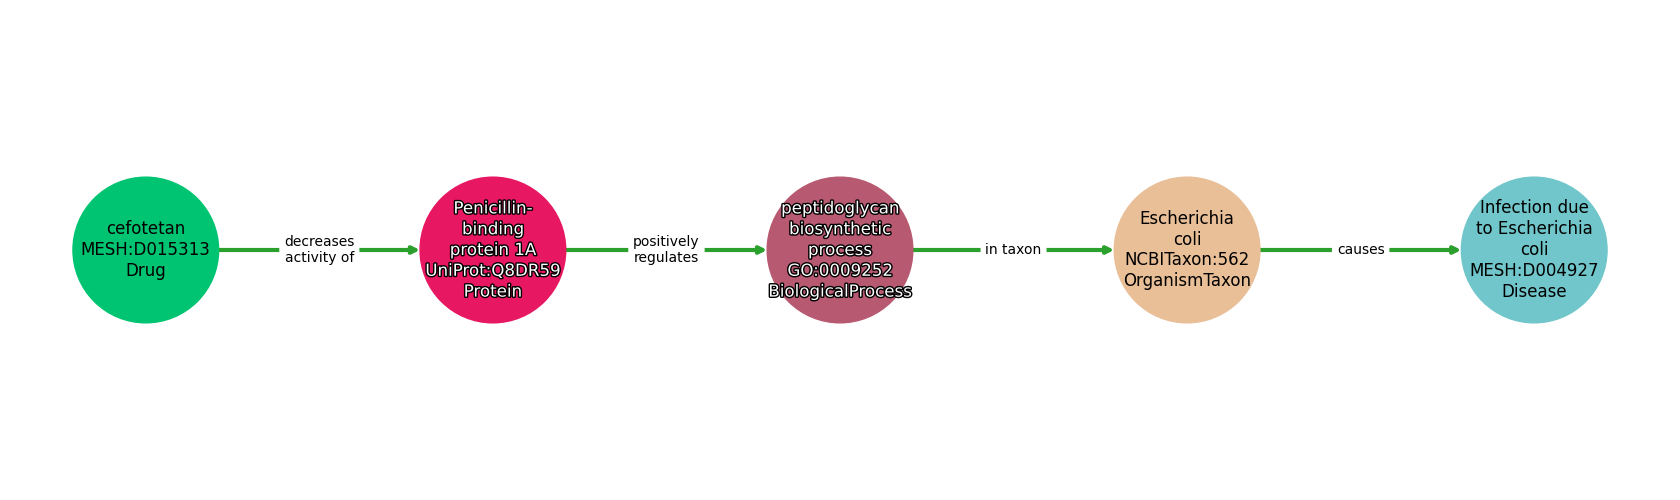 cefotetan
MESH:D015313
Drug
decreases
activity of
Penicillin-
binding
protein 1A
UniProt:Q8DR59
Protein
positively
regulates
peptidoglycan
biosynthetic
process
GO:0009252
BiologicalProcess
in taxon
Escherichia
coli
NCBITaxon:562
OrganismTaxon
causes
Infection due
to Escherichia
coli
MESH:D004927
Disease